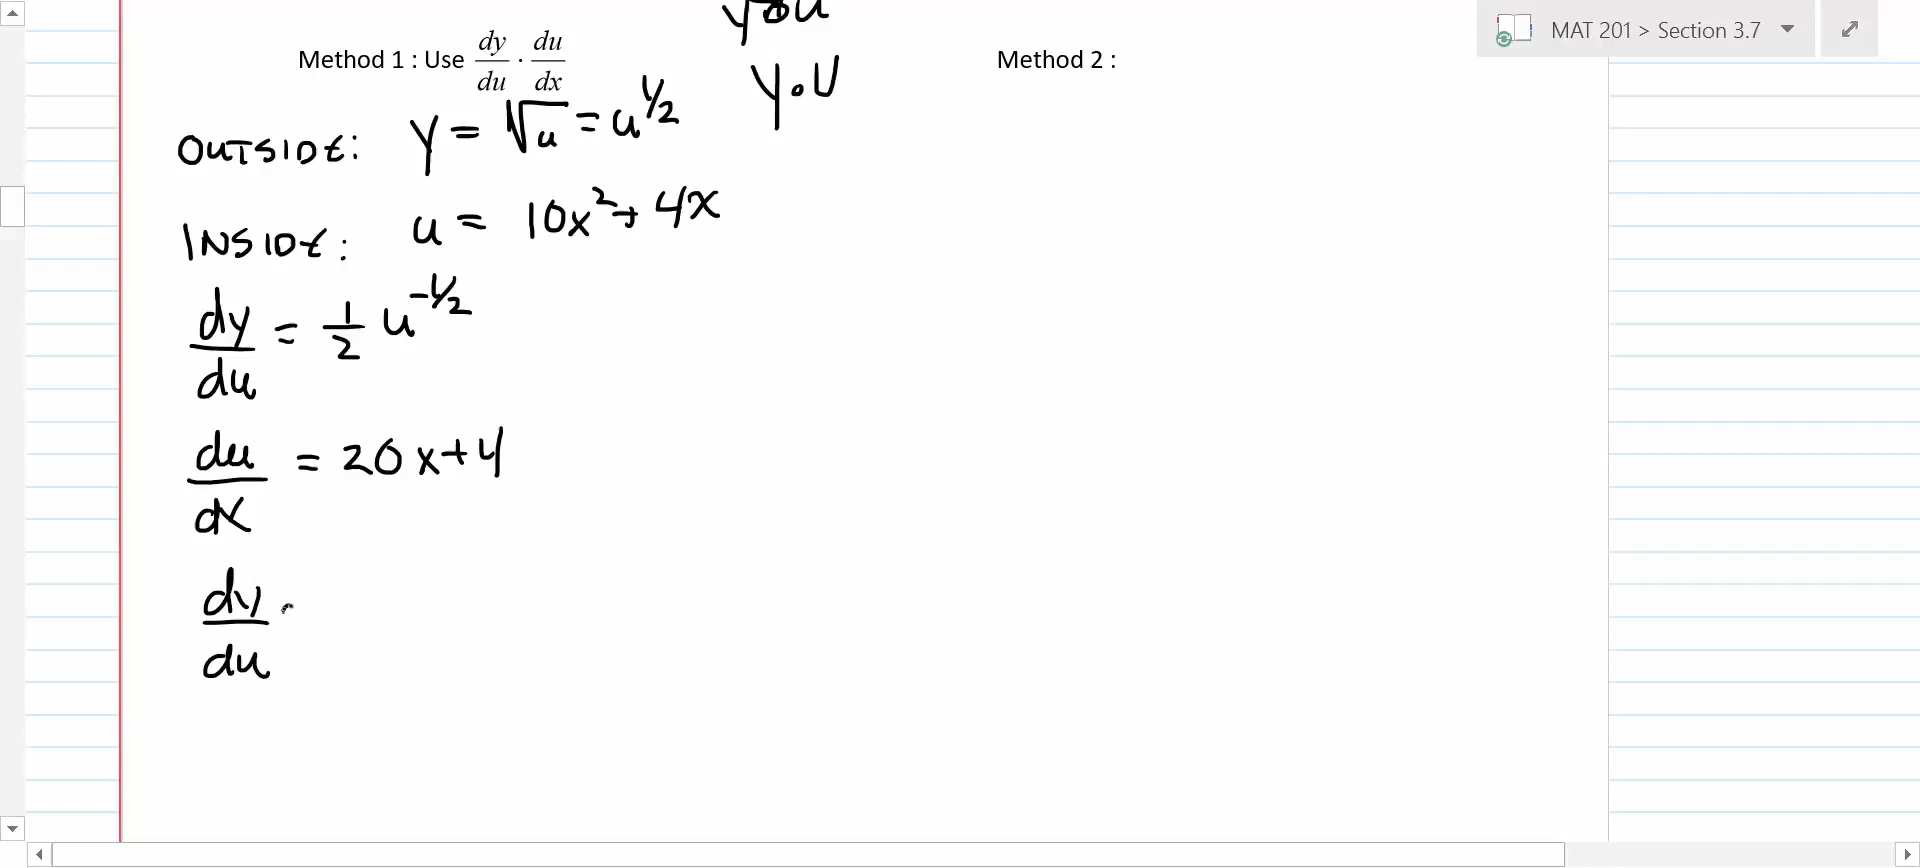 y∘u
MAT 201 > Section 3.7
Method 1 : Use dy/du · du/dx
Method 2 :
y∘u
OUTSIDE: y = √u = u^1/2
INSIDE: u = 10x² + 4x
dy/du = 1/2 u^-1/2
du/dx = 20x+4
dy/du ·